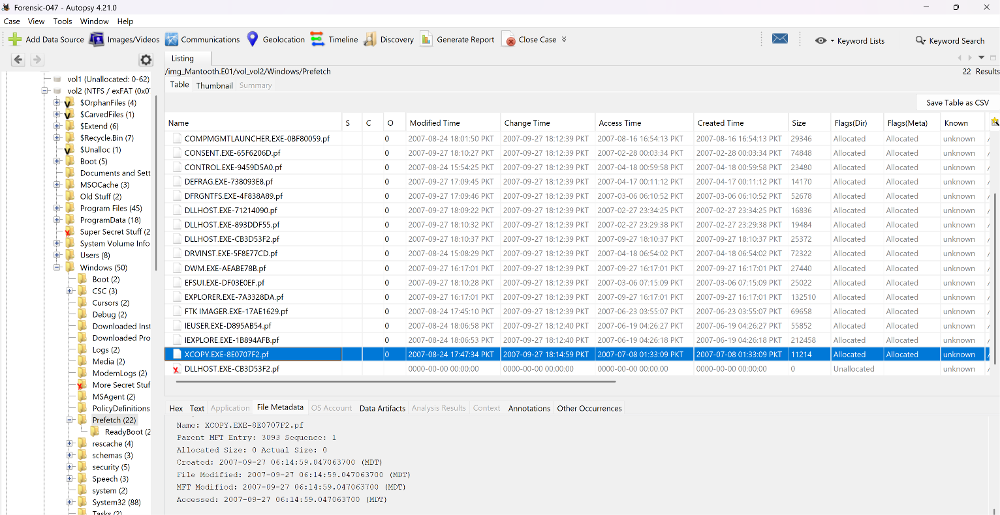 Forensic-047 - Autopsy 4.21.0
Case View Tools Window Help
Add Data Source Images/Videos Communications Geolocation Timeline Discovery Generate Report Close Case Keyword Lists Keyword Search
Listing
/img_Mantooth.E01/vol_vol2/Windows/Prefetch
22 Results
Table Thumbnail Summary
Save Table as CSV
vol1 (Unallocated: 0-62)
vol2 (NTFS / exFAT (0x0
$OrphanFiles (4)
$CarvedFiles (1)
$Extend (6)
$Recycle.Bin (7)
$Unalloc (1)
Boot (5)
Documents and Sett
MSOCache (3)
Old Stuff (2)
Program Files (45)
ProgramData (18)
Super Secret Stuff (2
System Volume Info
Users (8)
Windows (50)
Boot (2)
CSC (3)
Cursors (2)
Debug (2)
Downloaded Inst
Downloaded Pro
Logs (2)
Media (2)
ModemLogs (2)
More Secret Stuf
MSAgent (2)
PolicyDefinitions
Prefetch (22)
ReadyBoot (2
rescache (4)
schemas (3)
security (5)
Speech (3)
system (2)
System32 (88)
Tasks (2)
Name S C O Modified Time Change Time Access Time Created Time Size Flags(Dir) Flags(Meta) Known
COMPMGMTLAUNCHER.EXE-0BF80059.pf 0 2007-08-24 18:01:50 PKT 2007-09-27 18:12:39 PKT 2007-08-16 16:54:13 PKT 2007-08-16 16:54:13 PKT 29346 Allocated Allocated unknown
CONSENT.EXE-65F6206D.pf 0 2007-09-27 18:10:27 PKT 2007-09-27 18:12:39 PKT 2007-02-28 00:03:34 PKT 2007-02-28 00:03:34 PKT 74848 Allocated Allocated unknown
CONTROL.EXE-9459D5A0.pf 0 2007-08-24 15:54:25 PKT 2007-09-27 18:12:39 PKT 2007-04-18 00:59:58 PKT 2007-04-18 00:59:58 PKT 23480 Allocated Allocated unknown
DEFRAG.EXE-738093E8.pf 0 2007-09-27 17:09:45 PKT 2007-09-27 18:12:39 PKT 2007-04-17 00:11:12 PKT 2007-04-17 00:11:12 PKT 14170 Allocated Allocated unknown
DFRGNTFS.EXE-4F838A89.pf 0 2007-09-27 17:09:46 PKT 2007-09-27 18:12:39 PKT 2007-03-06 06:10:52 PKT 2007-03-06 06:10:52 PKT 52678 Allocated Allocated unknown
DLLHOST.EXE-71214090.pf 0 2007-09-27 18:09:22 PKT 2007-09-27 18:12:39 PKT 2007-02-27 23:34:25 PKT 2007-02-27 23:34:25 PKT 16836 Allocated Allocated unknown
DLLHOST.EXE-893DDF55.pf 0 2007-09-27 18:10:32 PKT 2007-09-27 18:12:39 PKT 2007-02-27 23:29:38 PKT 2007-02-27 23:29:38 PKT 19484 Allocated Allocated unknown
DLLHOST.EXE-CB3D53F2.pf 0 2007-09-27 18:10:37 PKT 2007-09-27 18:12:39 PKT 2007-09-27 18:10:37 PKT 2007-09-27 18:10:37 PKT 25372 Allocated Allocated unknown
DRVINST.EXE-5F8E77CD.pf 0 2007-08-24 15:08:29 PKT 2007-09-27 18:12:39 PKT 2007-04-18 06:54:02 PKT 2007-04-18 06:54:02 PKT 72322 Allocated Allocated unknown
DWM.EXE-AEABE78B.pf 0 2007-09-27 16:17:01 PKT 2007-09-27 18:12:39 PKT 2007-09-27 16:17:01 PKT 2007-09-27 16:17:01 PKT 27440 Allocated Allocated unknown
EFSUI.EXE-DF03E0EF.pf 0 2007-09-27 18:10:28 PKT 2007-09-27 18:12:39 PKT 2007-03-06 07:15:09 PKT 2007-03-06 07:15:09 PKT 25022 Allocated Allocated unknown
EXPLORER.EXE-7A3328DA.pf 0 2007-09-27 16:17:01 PKT 2007-09-27 18:12:39 PKT 2007-09-27 16:17:01 PKT 2007-09-27 16:17:01 PKT 132510 Allocated Allocated unknown
FTK IMAGER.EXE-17AE1629.pf 0 2007-08-24 17:45:10 PKT 2007-09-27 18:12:39 PKT 2007-06-23 03:55:07 PKT 2007-06-23 03:55:07 PKT 69658 Allocated Allocated unknown
IEUSER.EXE-D895AB54.pf 0 2007-08-24 18:06:58 PKT 2007-09-27 18:12:40 PKT 2007-06-19 04:26:27 PKT 2007-06-19 04:26:27 PKT 55852 Allocated Allocated unknown
IEXPLORE.EXE-1B894AFB.pf 0 2007-08-24 18:06:53 PKT 2007-09-27 18:12:40 PKT 2007-06-19 04:26:18 PKT 2007-06-19 04:26:18 PKT 212458 Allocated Allocated unknown
XCOPY.EXE-8E0707F2.pf 0 2007-08-24 17:47:34 PKT 2007-09-27 18:14:59 PKT 2007-07-08 01:33:09 PKT 2007-07-08 01:33:09 PKT 11214 Allocated Allocated unknown
DLLHOST.EXE-CB3D53F2.pf 0000-00-00 00:00:00 0000-00-00 00:00:00 0000-00-00 00:00:00 0000-00-00 00:00:00 0 Unallocated unknown
Hex Text Application File Metadata OS Account Data Artifacts Analysis Results Context Annotations Other Occurrences
Name: XCOPY.EXE-8E0707F2.pf
Parent MFT Entry: 3093 Sequence: 1
Allocated Size: 0 Actual Size: 0
Created: 2007-09-27 06:14:59.047063700 (MDT)
File Modified: 2007-09-27 06:14:59.047063700 (MDT)
MFT Modified: 2007-09-27 06:14:59.047063700 (MDT)
Accessed: 2007-09-27 06:14:59.047063700 (MDT)